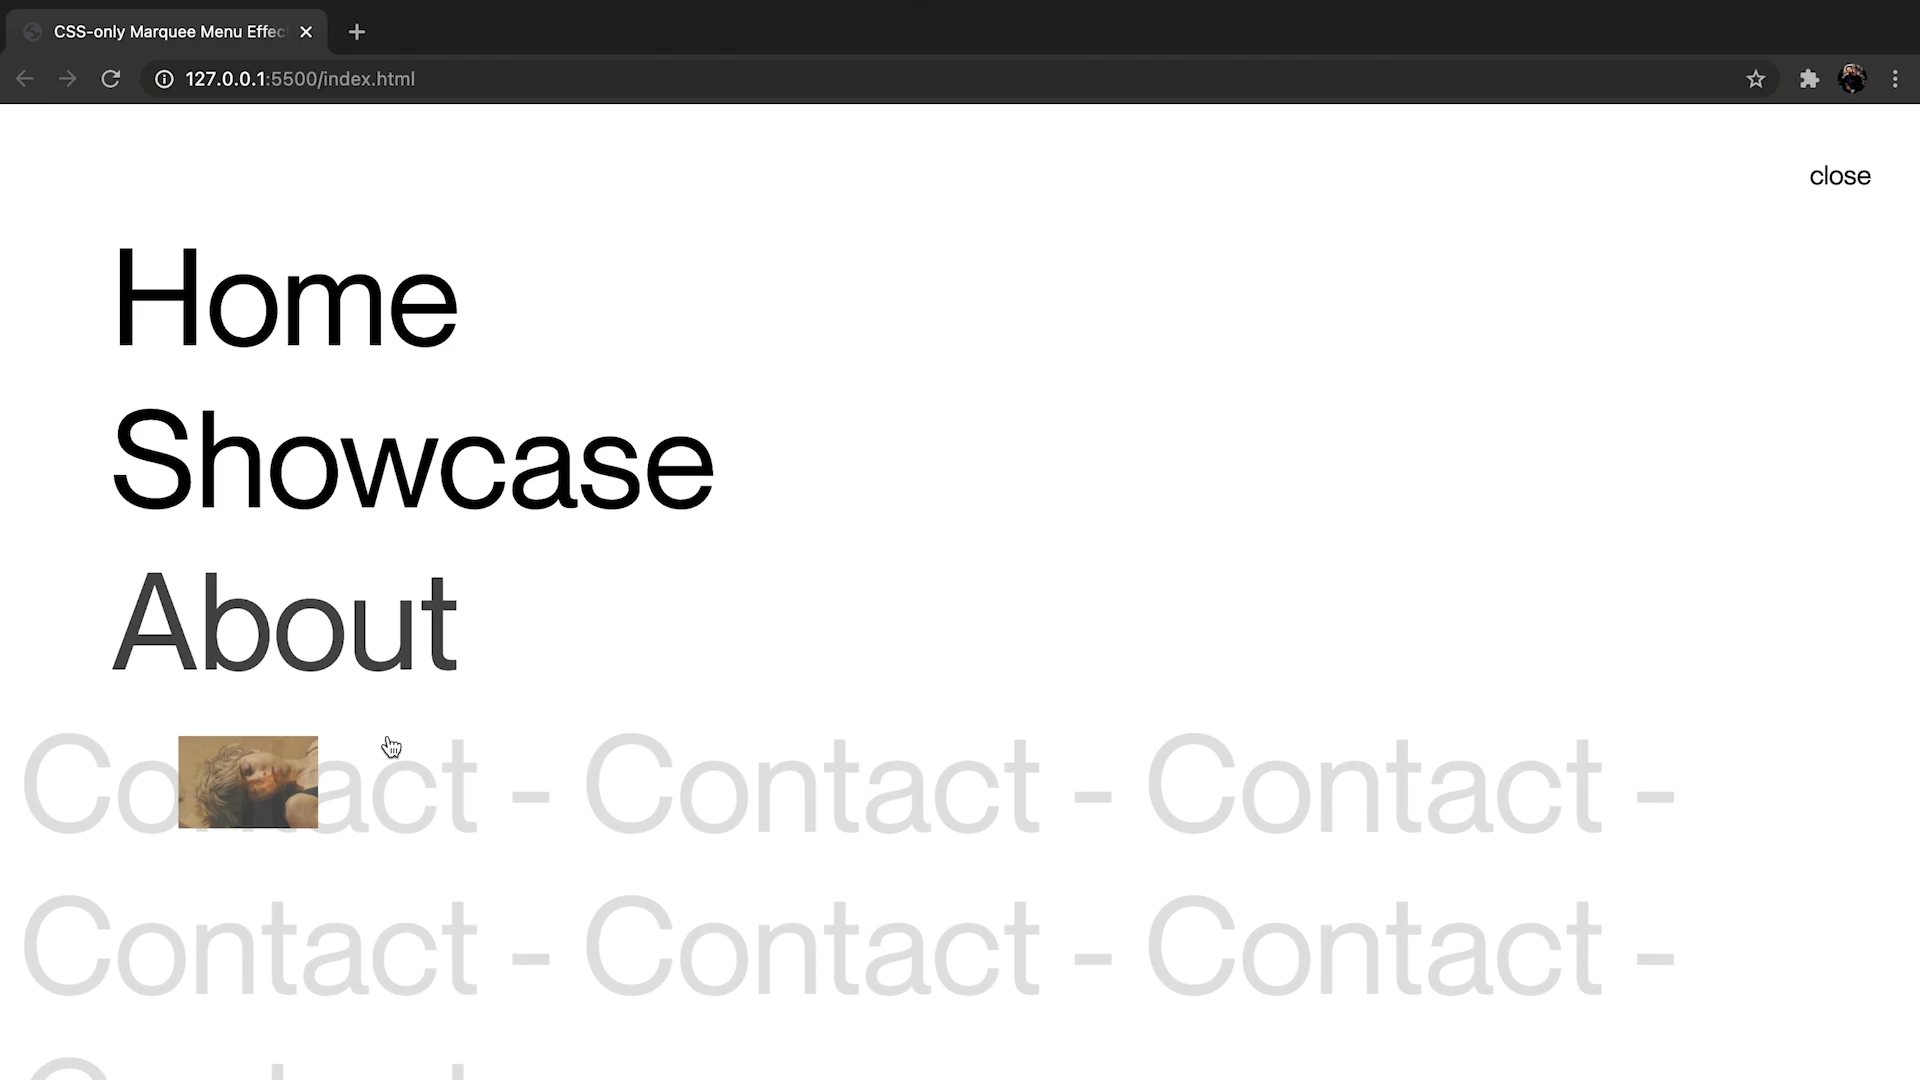 CSS-only Marquee Menu Effec
127.0.0.1:5500/index.html
close
Home
Showcase
About
Contact - Contact - Contact -
Contact - Contact - Contact -